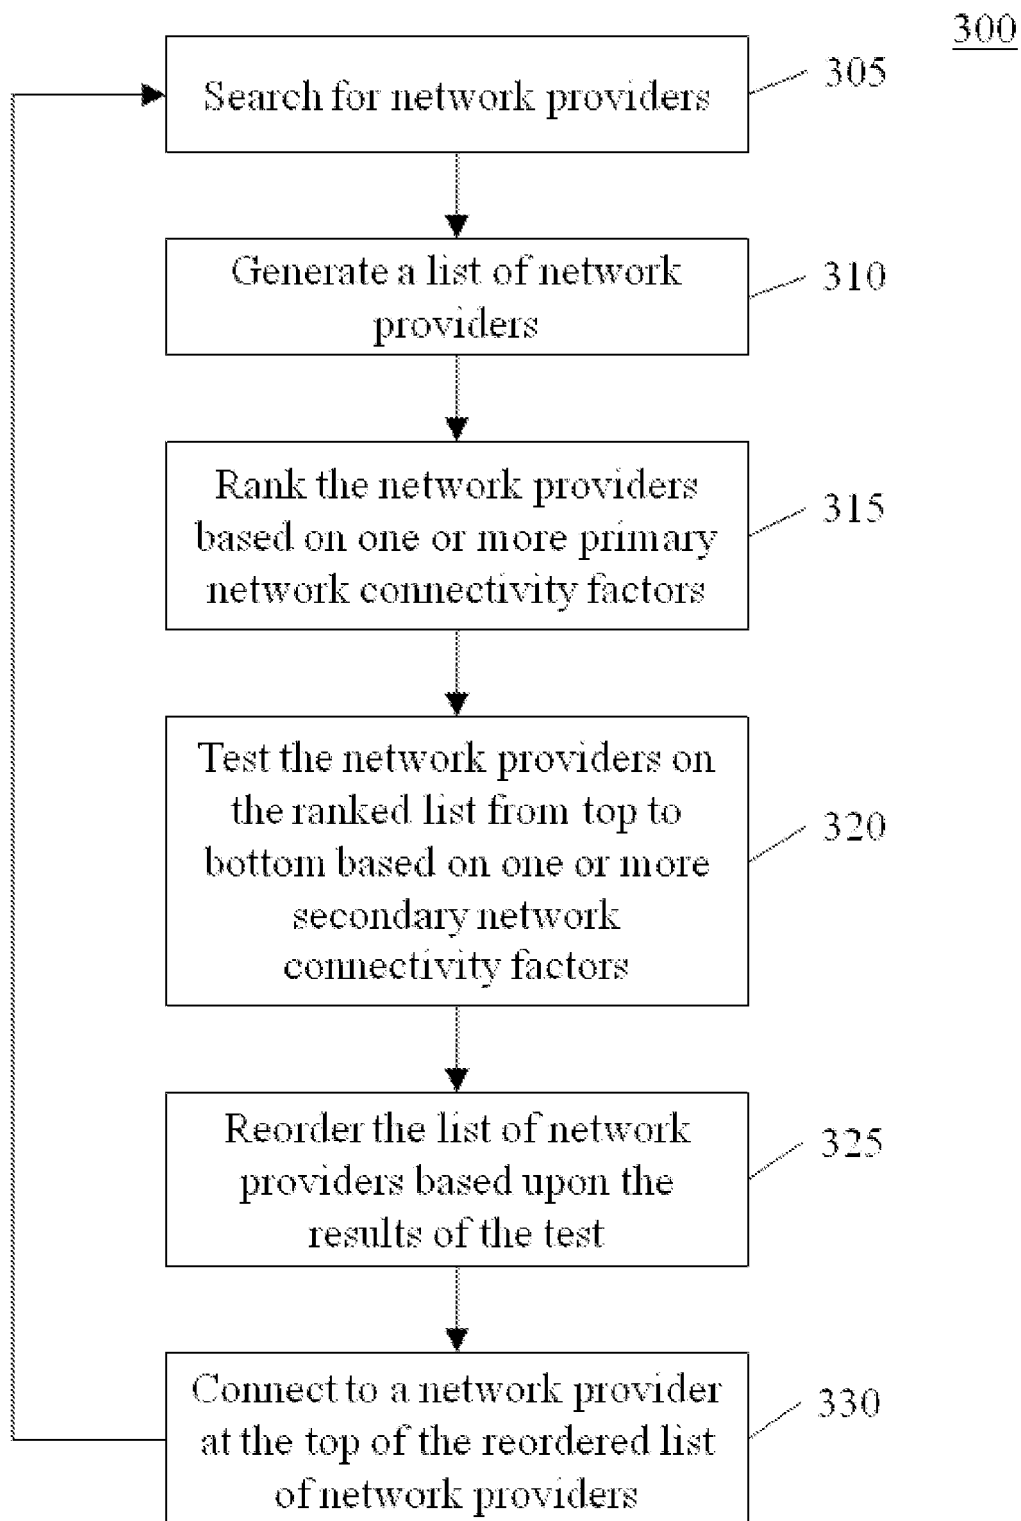 300
Search for network providers
305
Generate a list of network
providers
310
Rank the network providers
based on one or more primary
network connectivity factors
315
Test the network providers on
the ranked list from top to
bottom based on one or more
secondary network
connectivity factors
320
Reorder the list of network
providers based upon the
results of the test
325
Connect to a network provider
at the top of the reordered list
of network providers
330